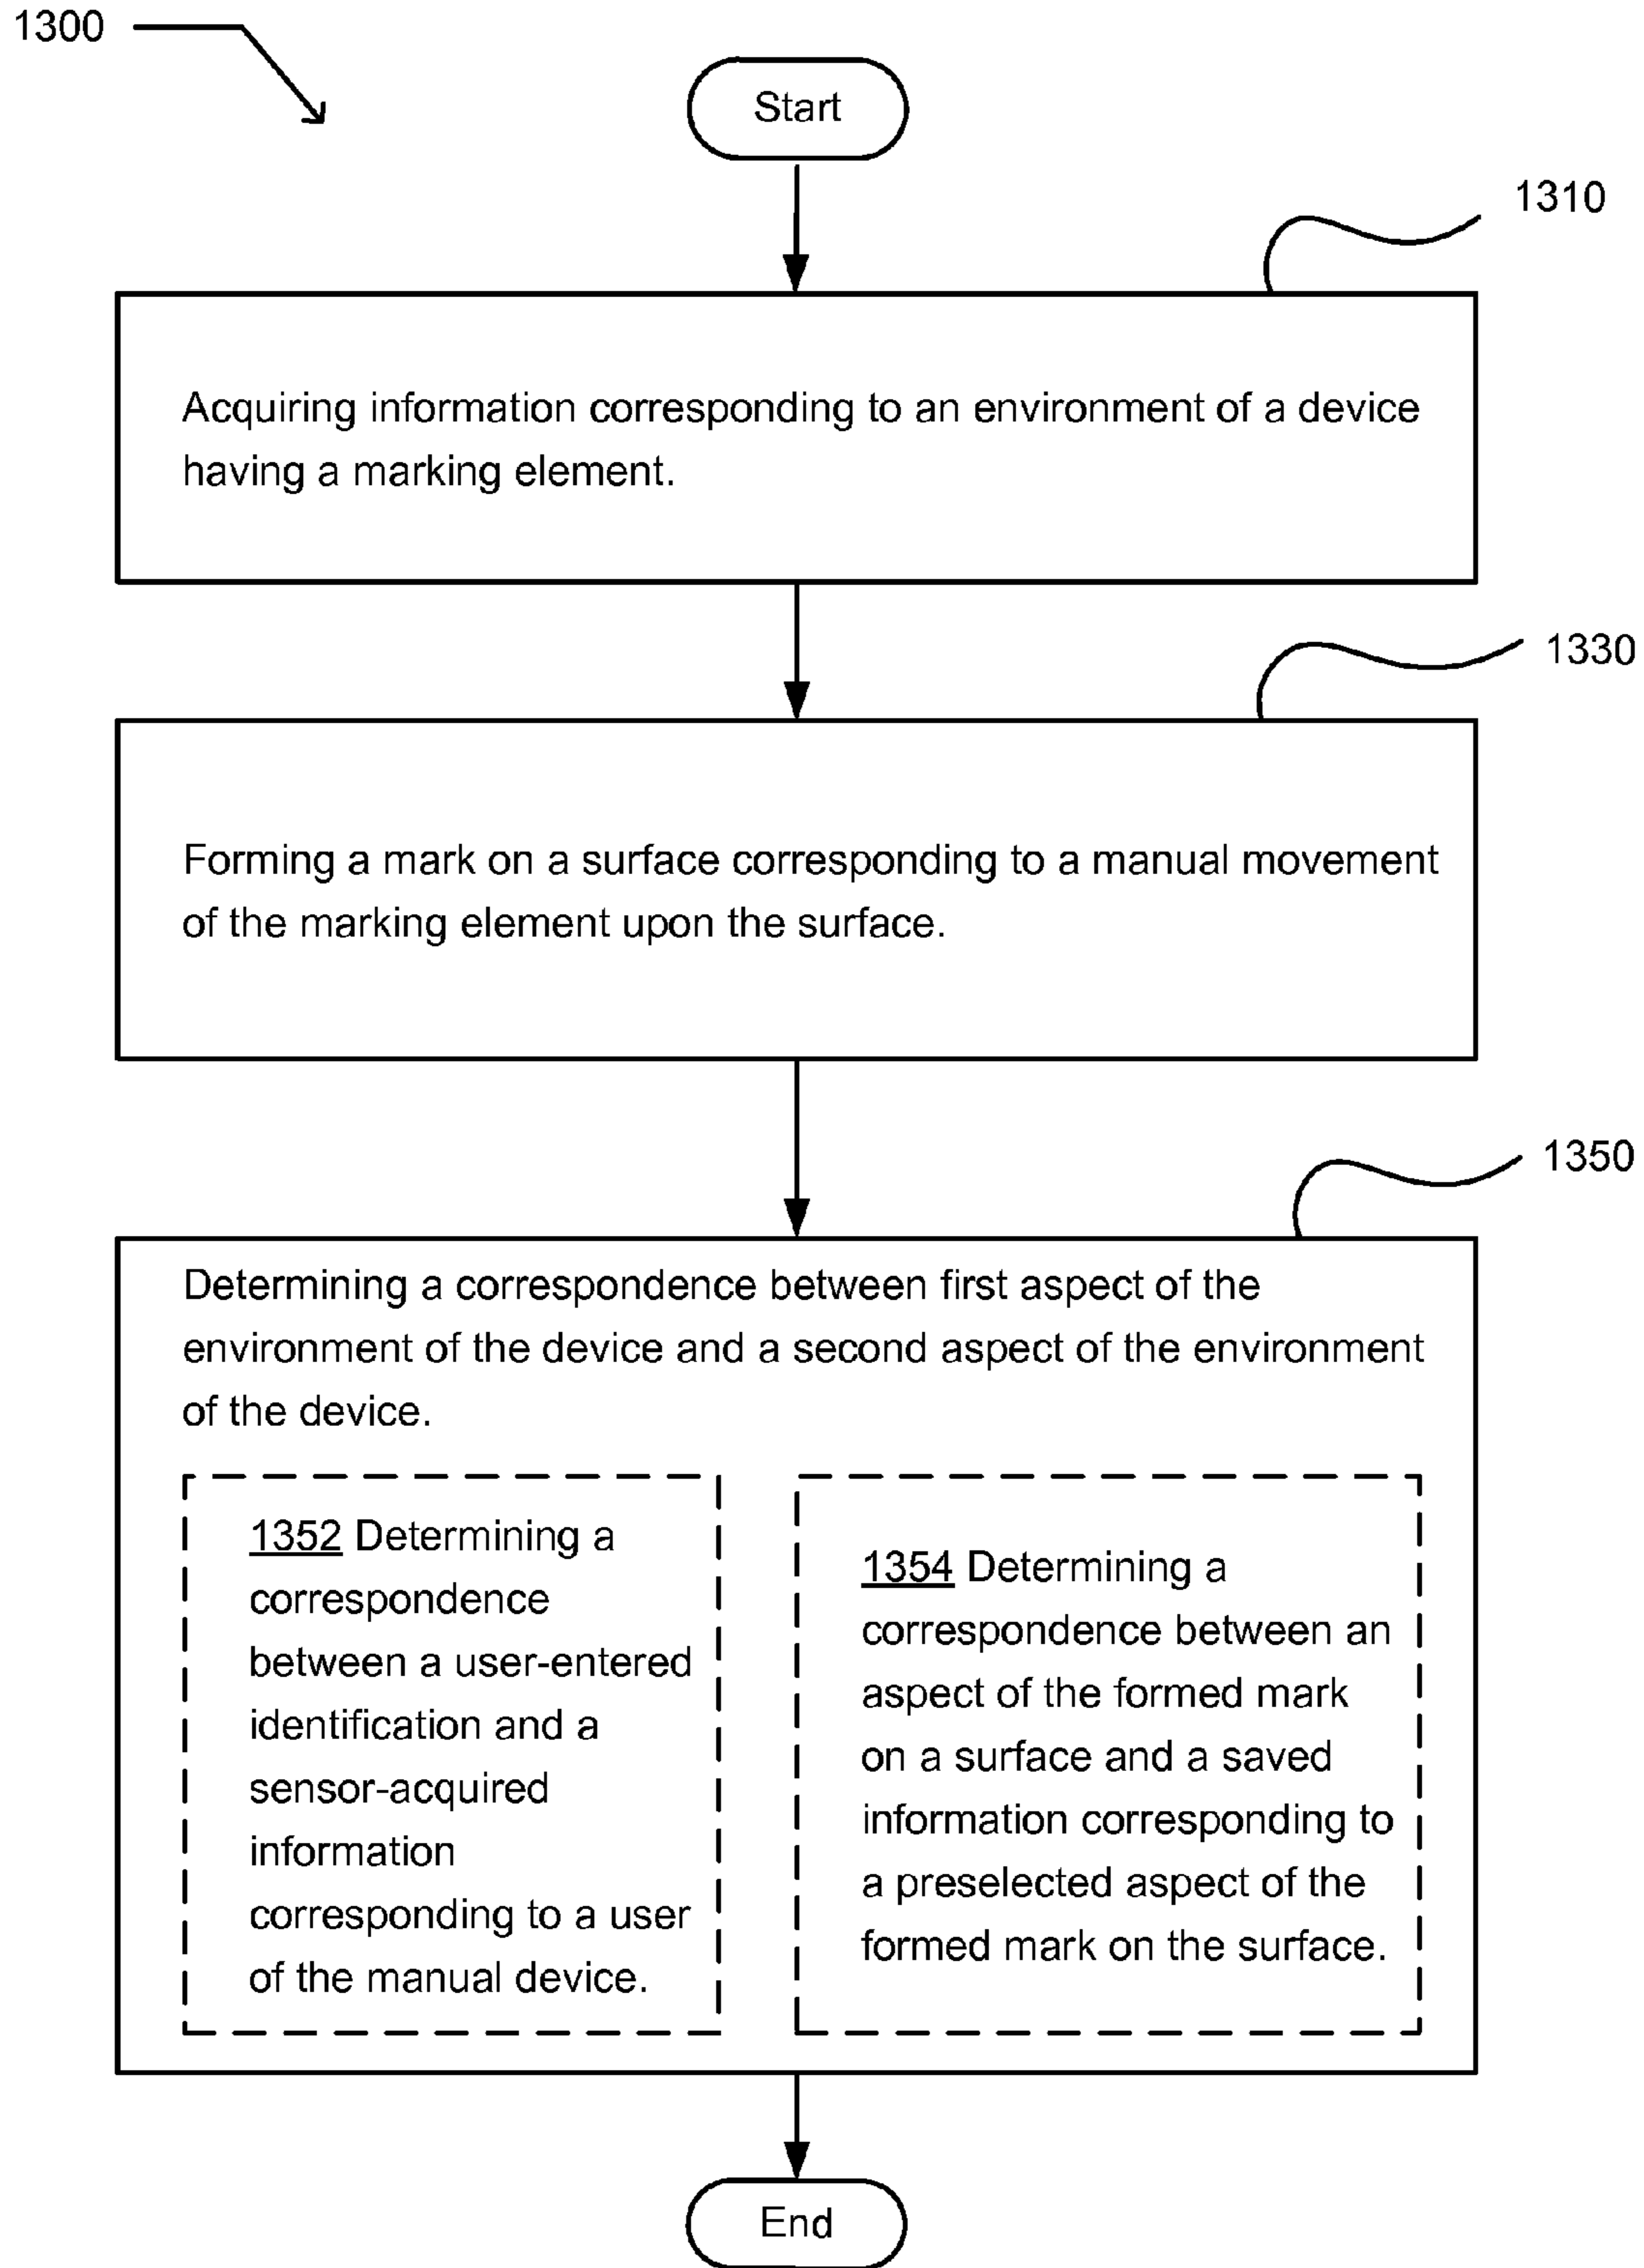 1300
Start
1310
Acquiring information corresponding to an environment of a device
having a marking element.
1330
Forming a mark on a surface corresponding to a manual movement
of the marking element upon the surface.
1350
Determining a correspondence between first aspect of the
environment of the device and a second aspect of the environment
of the device.
1352 Determining a
correspondence
between a user-entered
identification and a
sensor-acquired
information
corresponding to a user
of the manual device.
1354 Determining a
correspondence between an
aspect of the formed mark
on a surface and a saved
information corresponding to
a preselected aspect of the
formed mark on the surface.
End